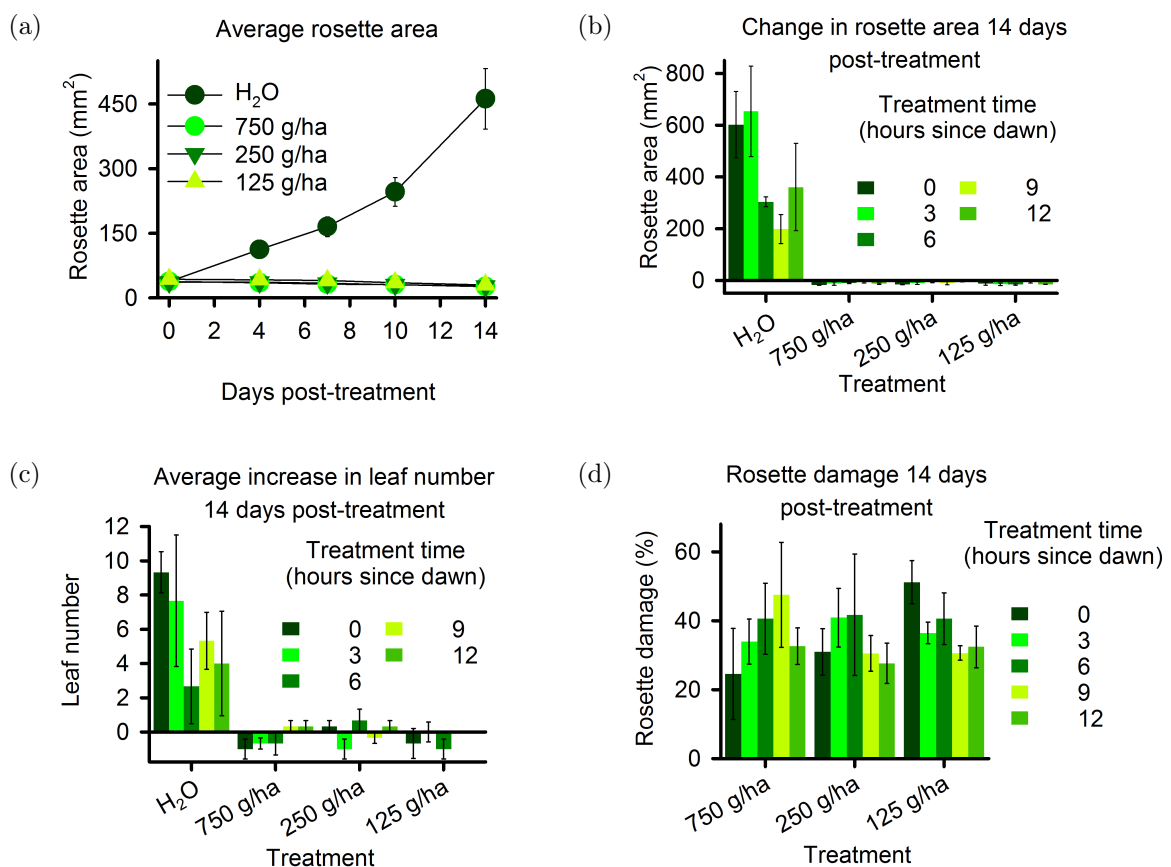 (a)
Average rosette area
Rosette area (mm²)
450
300
150
0
H₂O
750 g/ha
250 g/ha
125 g/ha
0 2 4 6 8 10 12 14
Days post-treatment
(b)
Change in rosette area 14 days
post-treatment
Rosette area (mm²)
800
600
400
200
0
Treatment time
(hours since dawn)
0 9
3 12
6
H₂O 750 g/ha 250 g/ha 125 g/ha
Treatment
(c)
Average increase in leaf number
14 days post-treatment
Leaf number
12
10
8
6
4
2
0
Treatment time
(hours since dawn)
0 9
3 12
6
H₂O 750 g/ha 250 g/ha 125 g/ha
Treatment
(d)
Rosette damage 14 days
post-treatment
Rosette damage (%)
60
40
20
0
Treatment time
(hours since dawn)
0
3
6
9
12
750 g/ha 250 g/ha 125 g/ha
Treatment